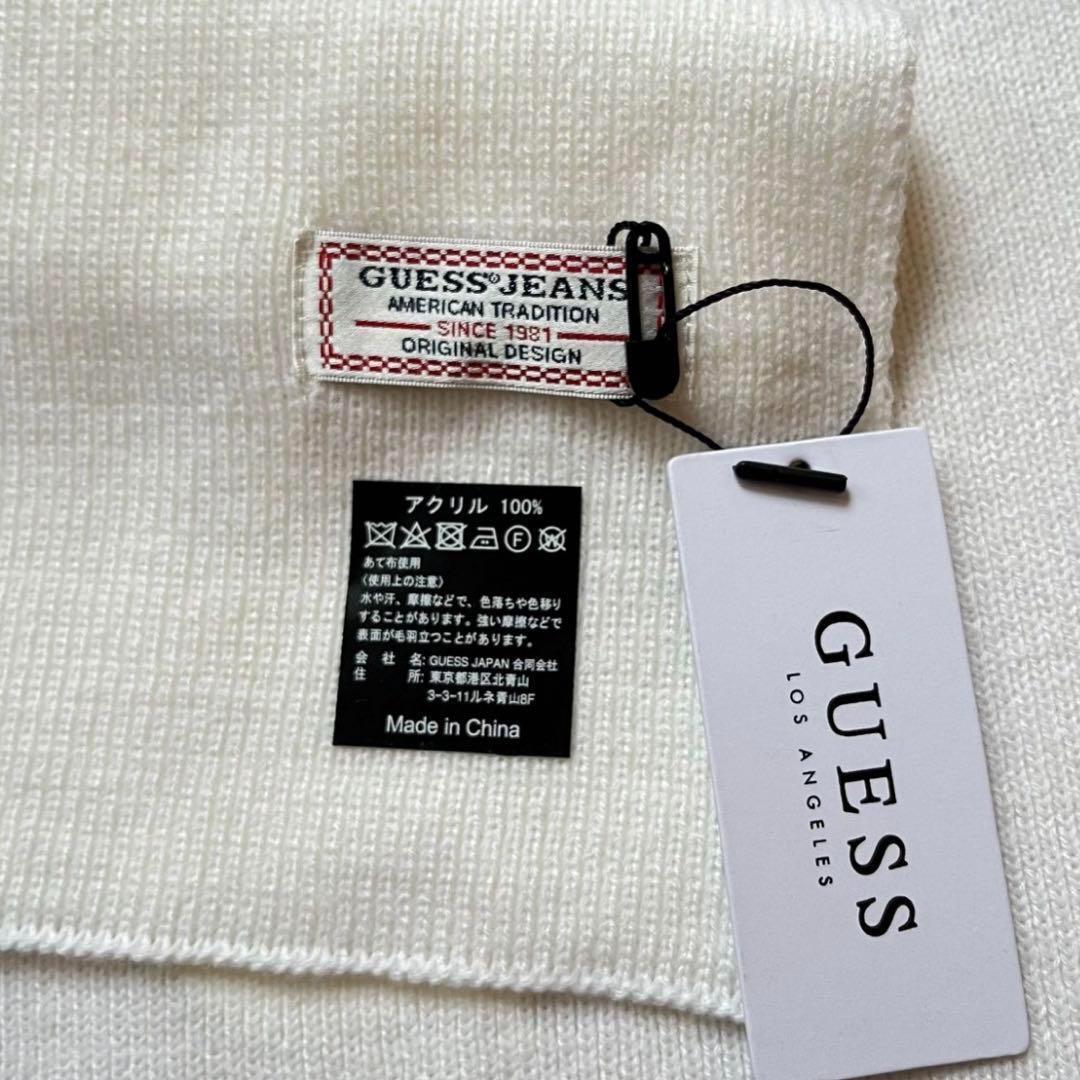 GUESS®JEANS
AMERICAN TRADITION
SINCE 1981
ORIGINAL DESIGN
アクリル 100%
F W
あて布使用
〈使用上の注意〉
水や汗、摩擦などで、色落ちや色移り
することがあります。強い摩擦などで
表面が毛羽立つことがあります。
会 社 名: GUESS JAPAN 合同会社
住 所: 東京都港区北青山
3-3-11ルネ青山8F
Made in China
GUESS
LOS ANGELES